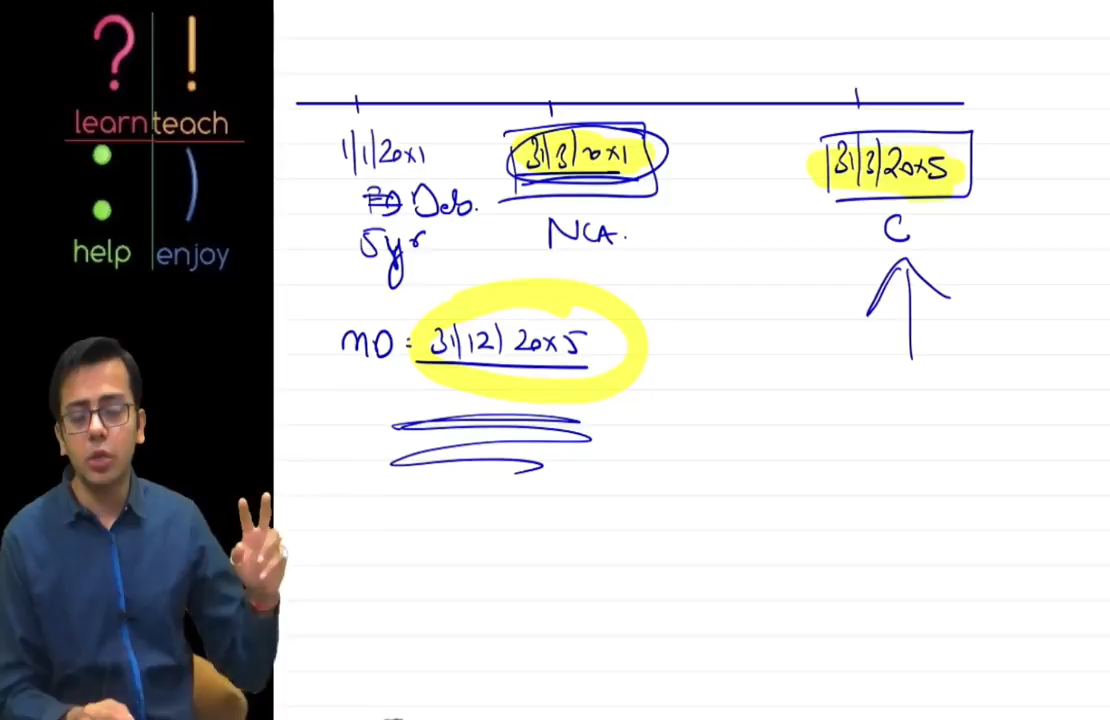 ? !
learn teach
help enjoy
1|1|20x1
31|3|20x1
31|3|20x5
Deb.
5yr
NCA.
C
MD = 31|12|20x5